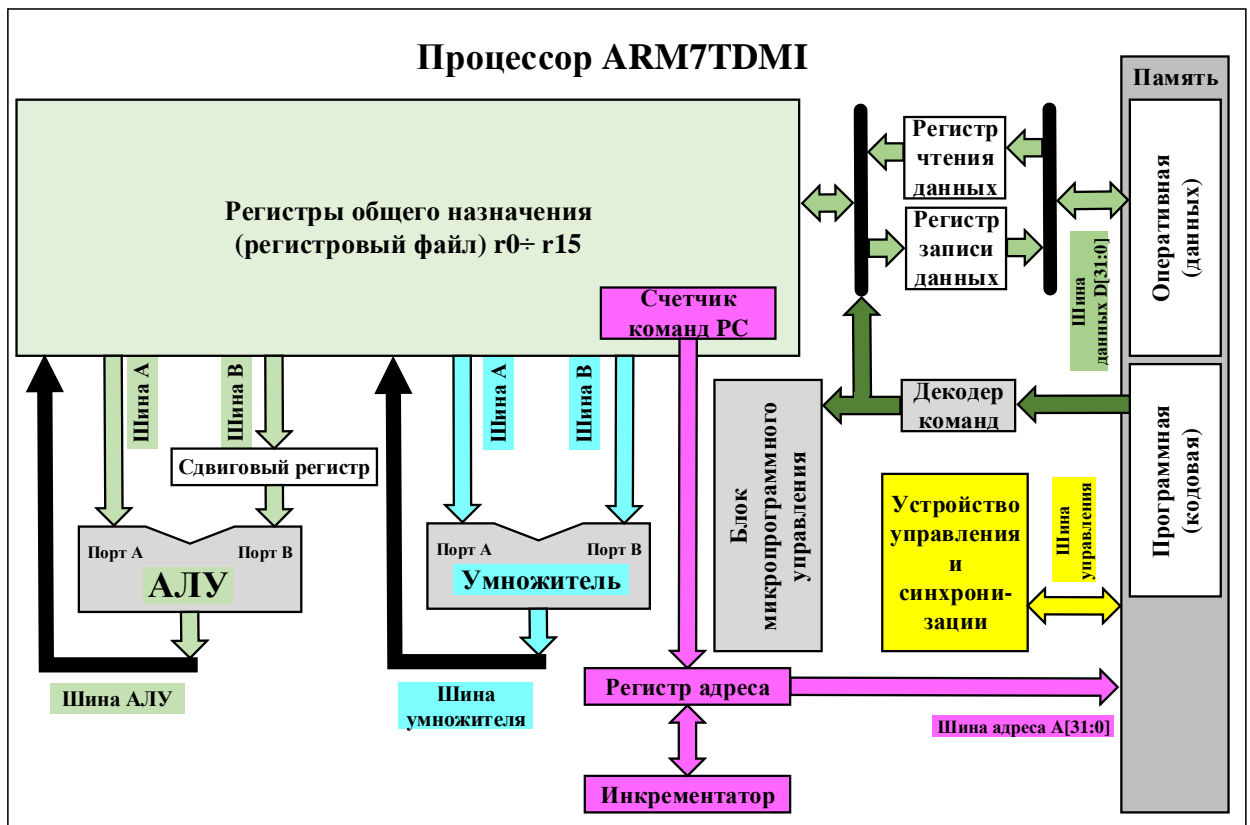 Процессор ARM7TDMI
Память
Регистры общего назначения
(регистровый файл) r0÷ r15
Счетчик
команд PC
Регистр
чтения
данных
Регистр
записи
данных
Шина
данных D[31:0]
Оперативная
(данных)
Шина А
Шина В
Сдвиговый регистр
Порт А
Порт В
АЛУ
Шина АЛУ
Шина А
Шина В
Порт А
Порт В
Умножитель
Шина
умножителя
Блок
микропрограммного
управления
Декодер
команд
Программная
(кодовая)
Устройство
управления
и
синхрони-
зации
Шина
управления
Регистр адреса
Шина адреса А[31:0]
Инкрементатор